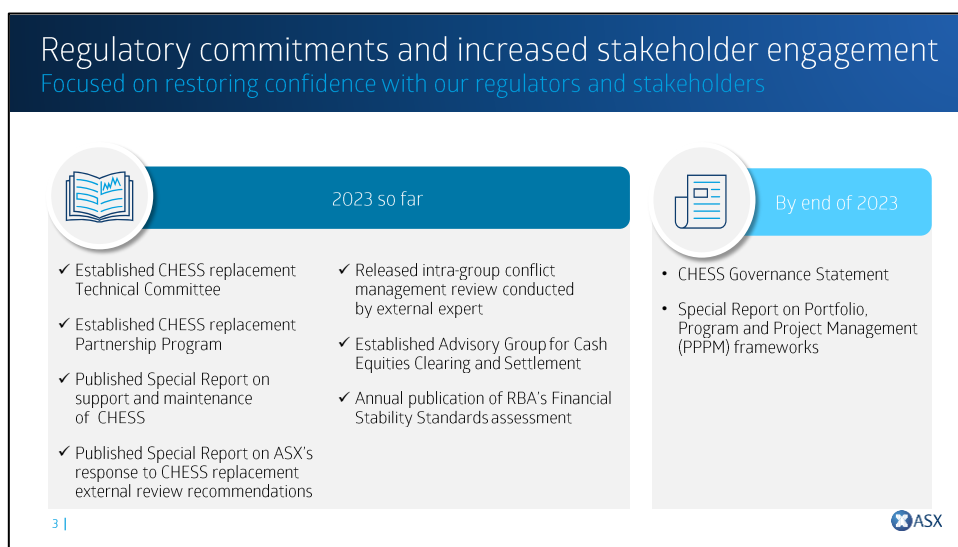 Regulatory commitments and increased stakeholder engagement
Focused on restoring confidence with our regulators and stakeholders
2023 so far
✓ Established CHESS replacement
Technical Committee
✓ Established CHESS replacement
Partnership Program
✓ Published Special Report on
support and maintenance
of CHESS
✓ Published Special Report on ASX's
response to CHESS replacement
external review recommendations
✓ Released intra-group conflict
management review conducted
by external expert
✓ Established Advisory Group for Cash
Equities Clearing and Settlement
✓ Annual publication of RBA's Financial
Stability Standards assessment
By end of 2023
• CHESS Governance Statement
• Special Report on Portfolio,
Program and Project Management
(PPPM) frameworks
3 |
ASX